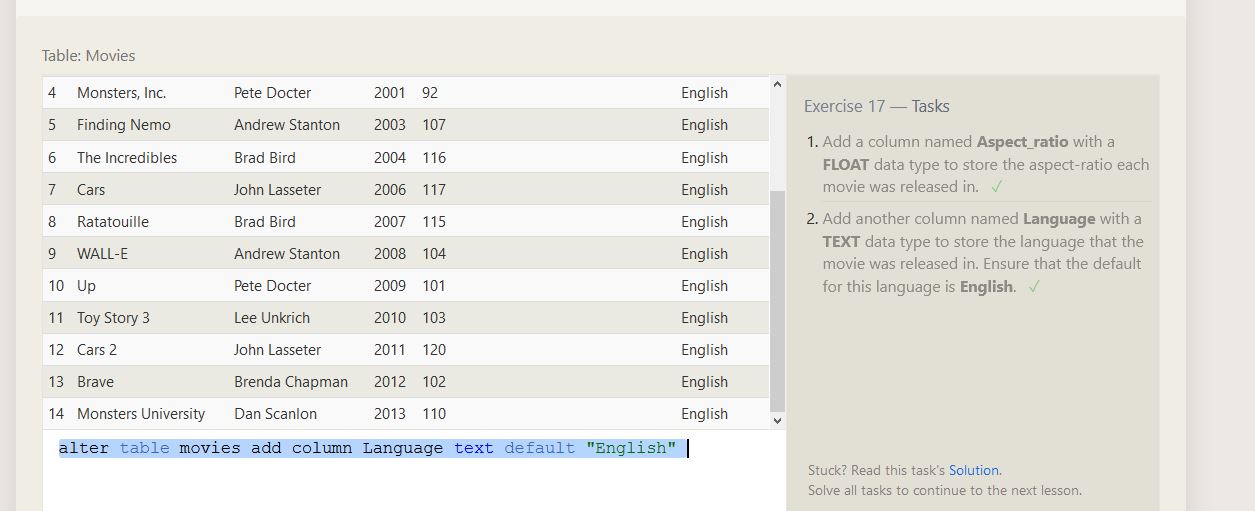 Table: Movies
4 Monsters, Inc. Pete Docter 2001 92 English
5 Finding Nemo Andrew Stanton 2003 107 English
6 The Incredibles Brad Bird 2004 116 English
7 Cars John Lasseter 2006 117 English
8 Ratatouille Brad Bird 2007 115 English
9 WALL-E Andrew Stanton 2008 104 English
10 Up Pete Docter 2009 101 English
11 Toy Story 3 Lee Unkrich 2010 103 English
12 Cars 2 John Lasseter 2011 120 English
13 Brave Brenda Chapman 2012 102 English
14 Monsters University Dan Scanlon 2013 110 English
alter table movies add column Language text default "English"
Exercise 17 — Tasks
1. Add a column named Aspect_ratio with a
FLOAT data type to store the aspect-ratio each
movie was released in. ✓
2. Add another column named Language with a
TEXT data type to store the language that the
movie was released in. Ensure that the default
for this language is English. ✓
Stuck? Read this task's Solution.
Solve all tasks to continue to the next lesson.